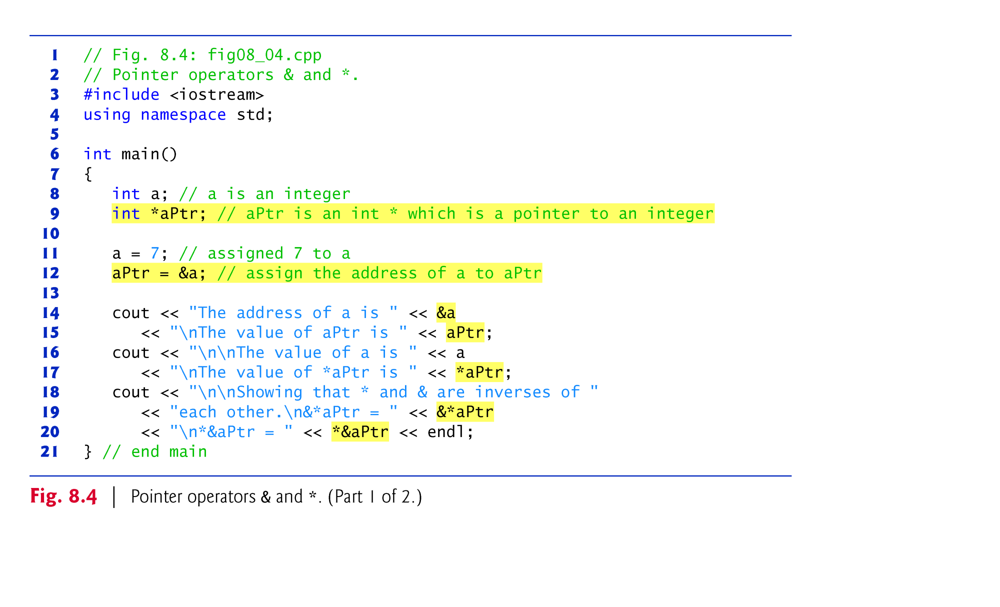 1 // Fig. 8.4: fig08_04.cpp
2 // Pointer operators & and *.
3 #include <iostream>
4 using namespace std;
5
6 int main()
7 {
8    int a; // a is an integer
9    int *aPtr; // aPtr is an int * which is a pointer to an integer
10
11    a = 7; // assigned 7 to a
12    aPtr = &a; // assign the address of a to aPtr
13
14    cout << "The address of a is " << &a
15       << "\nThe value of aPtr is " << aPtr;
16    cout << "\n\nThe value of a is " << a
17       << "\nThe value of *aPtr is " << *aPtr;
18    cout << "\n\nShowing that * and & are inverses of "
19       << "each other.\n&*aPtr = " << &*aPtr
20       << "\n*&aPtr = " << *&aPtr << endl;
21 } // end main
Fig. 8.4 | Pointer operators & and *. (Part 1 of 2.)